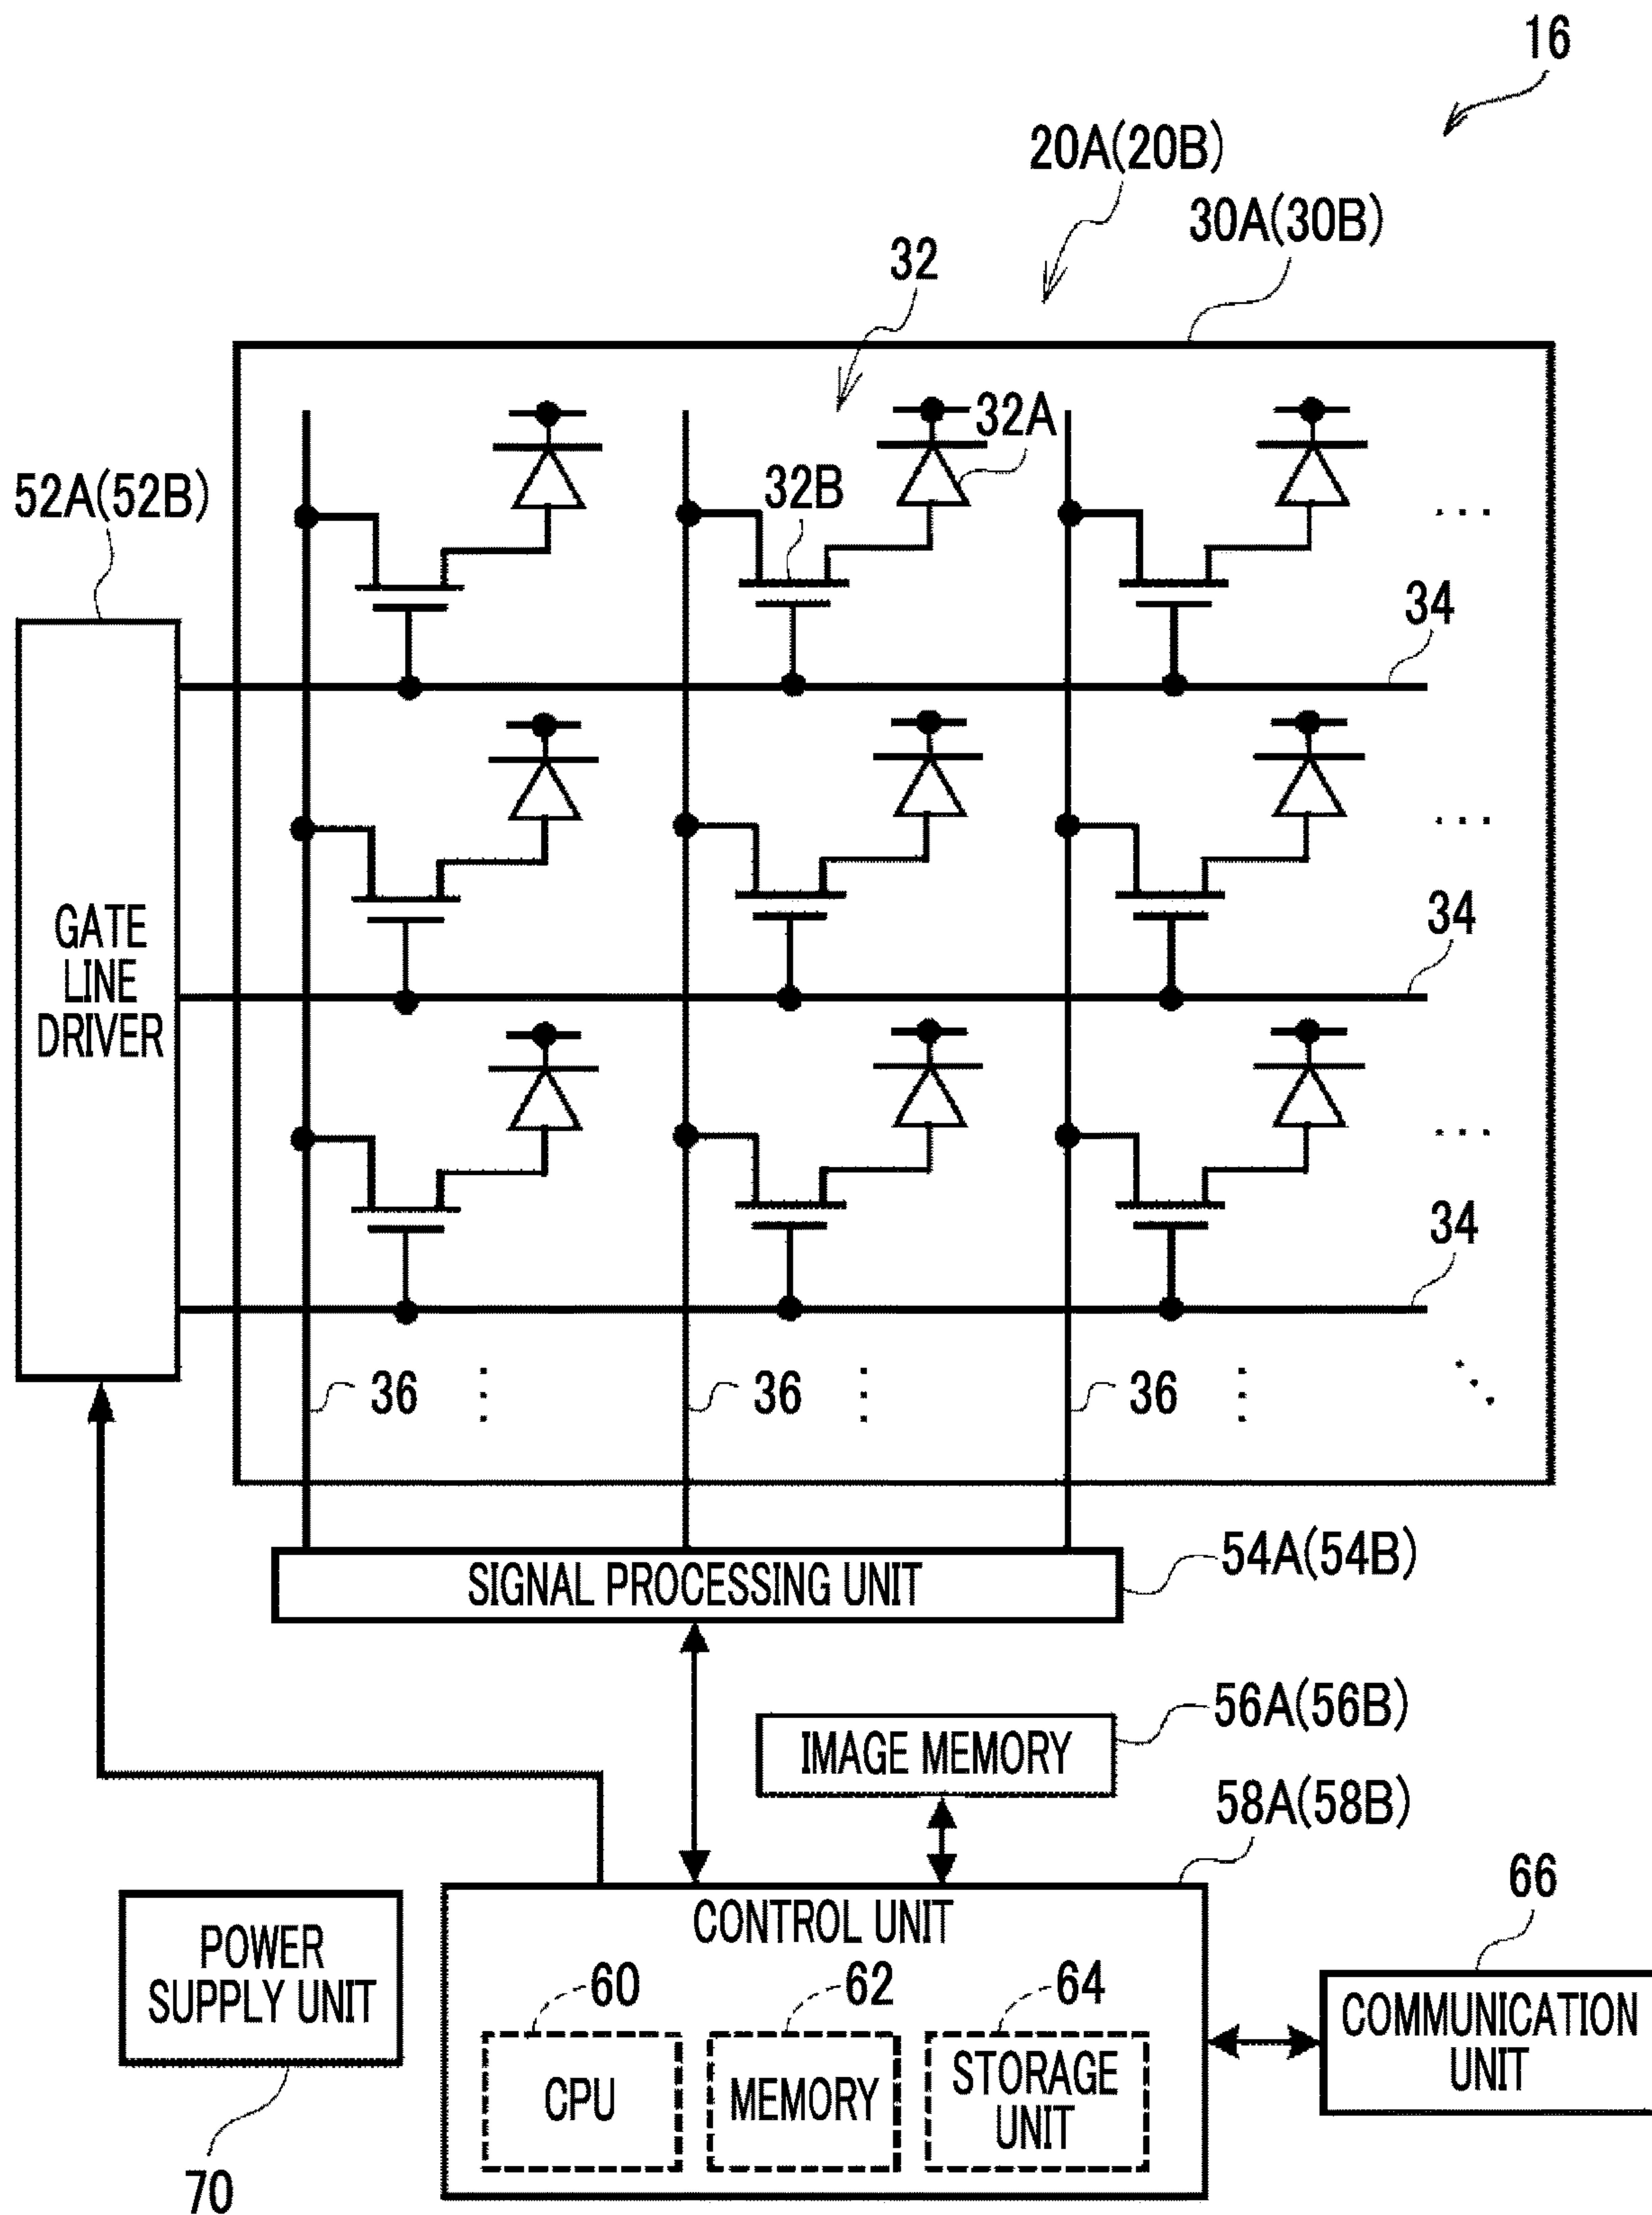 16
20A(20B)
30A(30B)
32
32A
32B
52A(52B)
34
GATE
LINE
DRIVER
34
34
36
36
36
SIGNAL PROCESSING UNIT
54A(54B)
IMAGE MEMORY
56A(56B)
58A(58B)
CONTROL UNIT
66
POWER
SUPPLY UNIT
60
62
64
CPU
MEMORY
STORAGE
UNIT
COMMUNICATION
UNIT
70